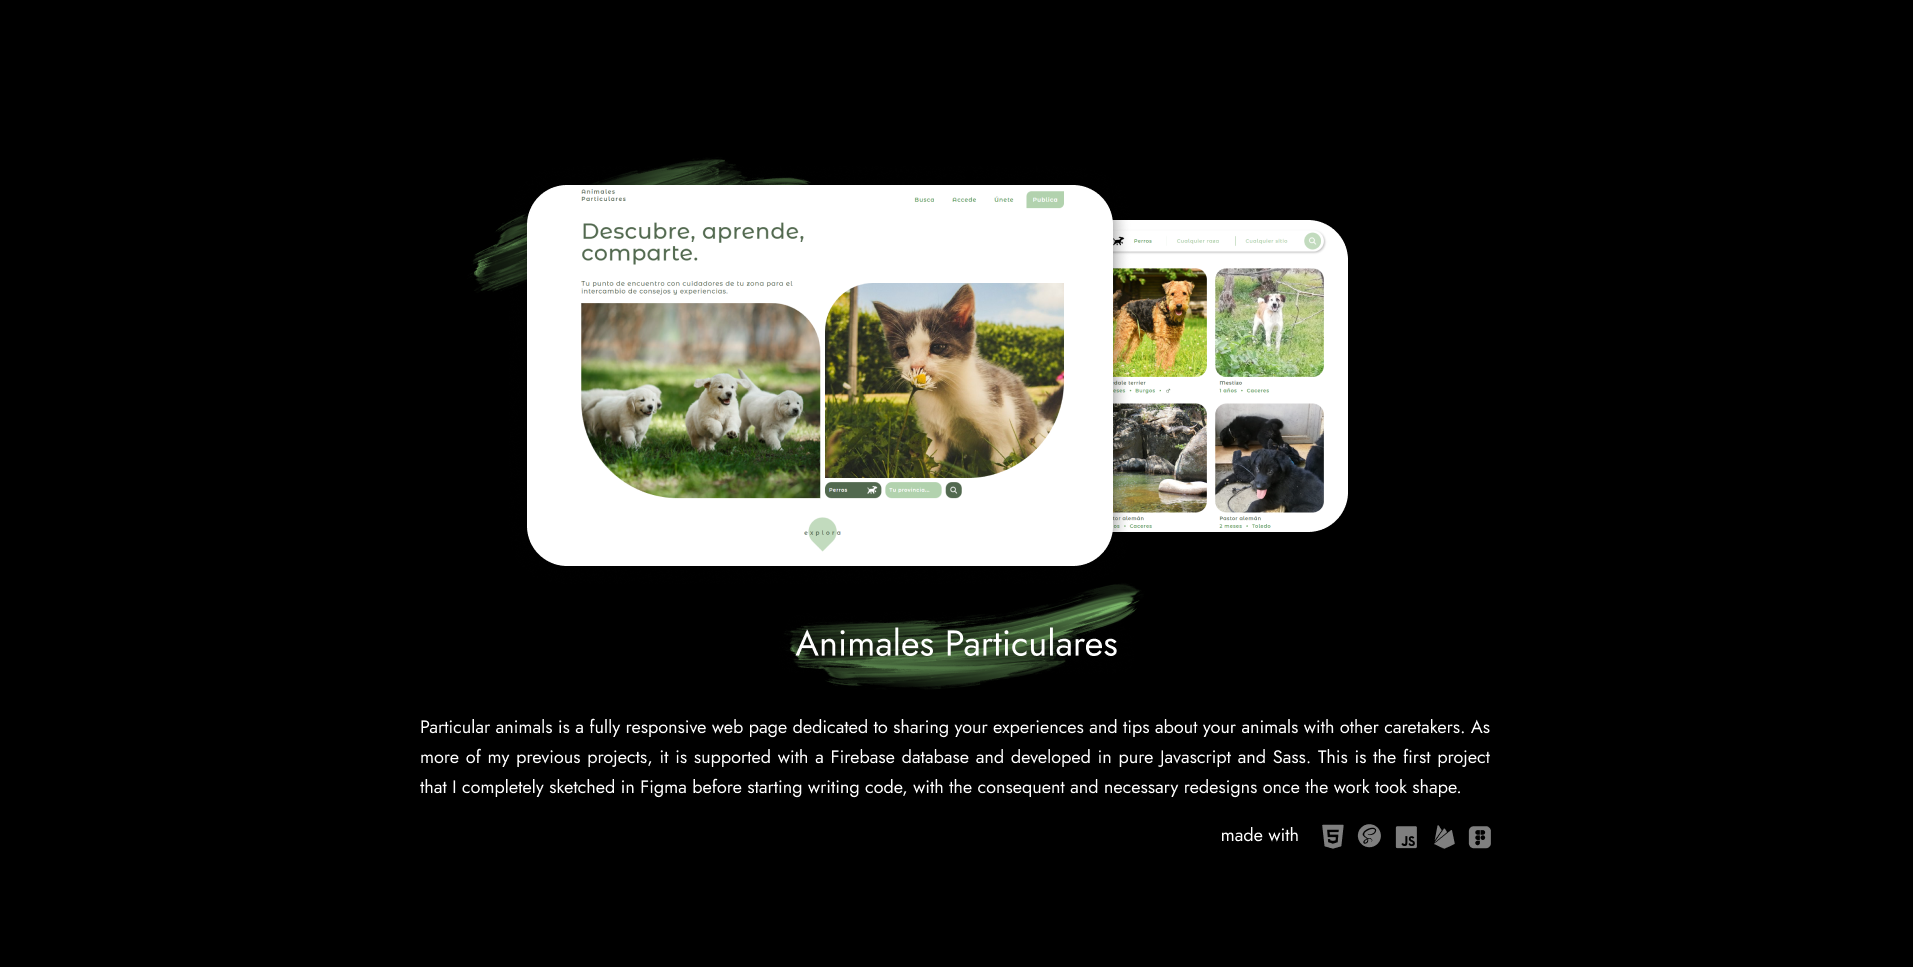 Animales
Particulares
Busca Accede Únete Publica
Descubre, aprende,
comparte.
Tu punto de encuentro con cuidadores de tu zona para el
intercambio de consejos y experiencias.
Perros Tu provincia...
explora
Perros Cualquier raza Cualquier sitio
terrier
Mestizo
Burgos • ♂
1 años • Caceres
alemán
Pastor alemán
• Caceres
2 meses • Toledo
Animales Particulares
Particular animals is a fully responsive web page dedicated to sharing your experiences and tips about your animals with other caretakers. As
more of my previous projects, it is supported with a Firebase database and developed in pure Javascript and Sass. This is the first project
that I completely sketched in Figma before starting writing code, with the consequent and necessary redesigns once the work took shape.
made with 5 JS